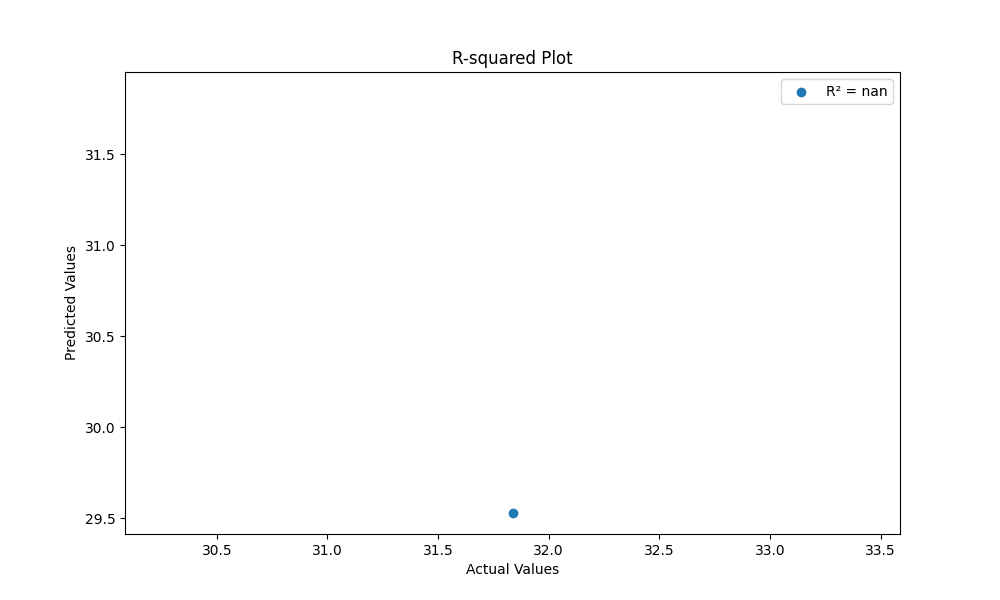 R-squared Plot
R² = nan
Predicted Values
31.5
31.0
30.5
30.0
29.5
30.5 31.0 31.5 32.0 32.5 33.0 33.5
Actual Values